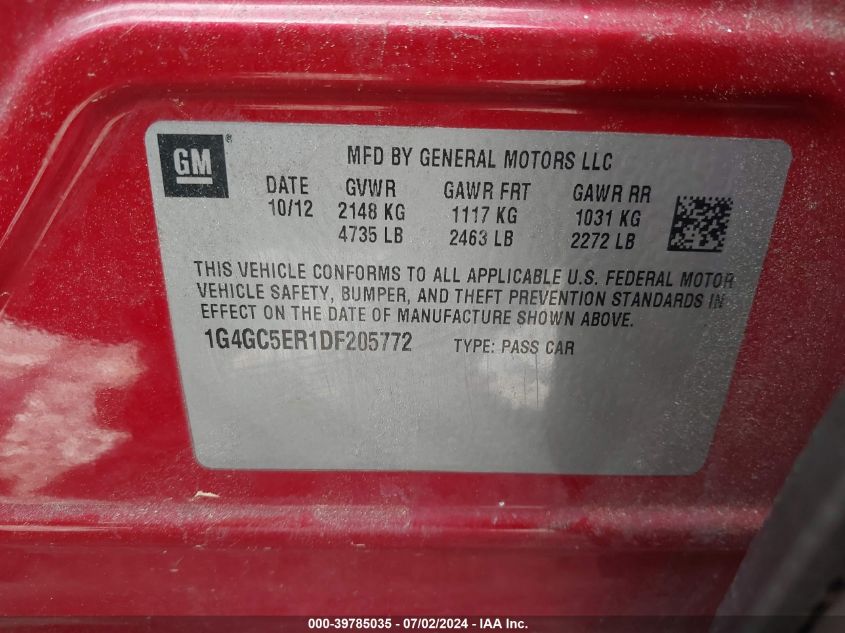 GM ®
MFD BY GENERAL MOTORS LLC
DATE GVWR GAWR FRT GAWR RR
10/12 2148 KG 1117 KG 1031 KG
4735 LB 2463 LB 2272 LB
THIS VEHICLE CONFORMS TO ALL APPLICABLE U.S. FEDERAL MOTOR
VEHICLE SAFETY, BUMPER, AND THEFT PREVENTION STANDARDS IN
EFFECT ON THE DATE OF MANUFACTURE SHOWN ABOVE.
1G4GC5ER1DF205772 TYPE: PASS CAR
000-39785035 - 07/02/2024 - IAA Inc.